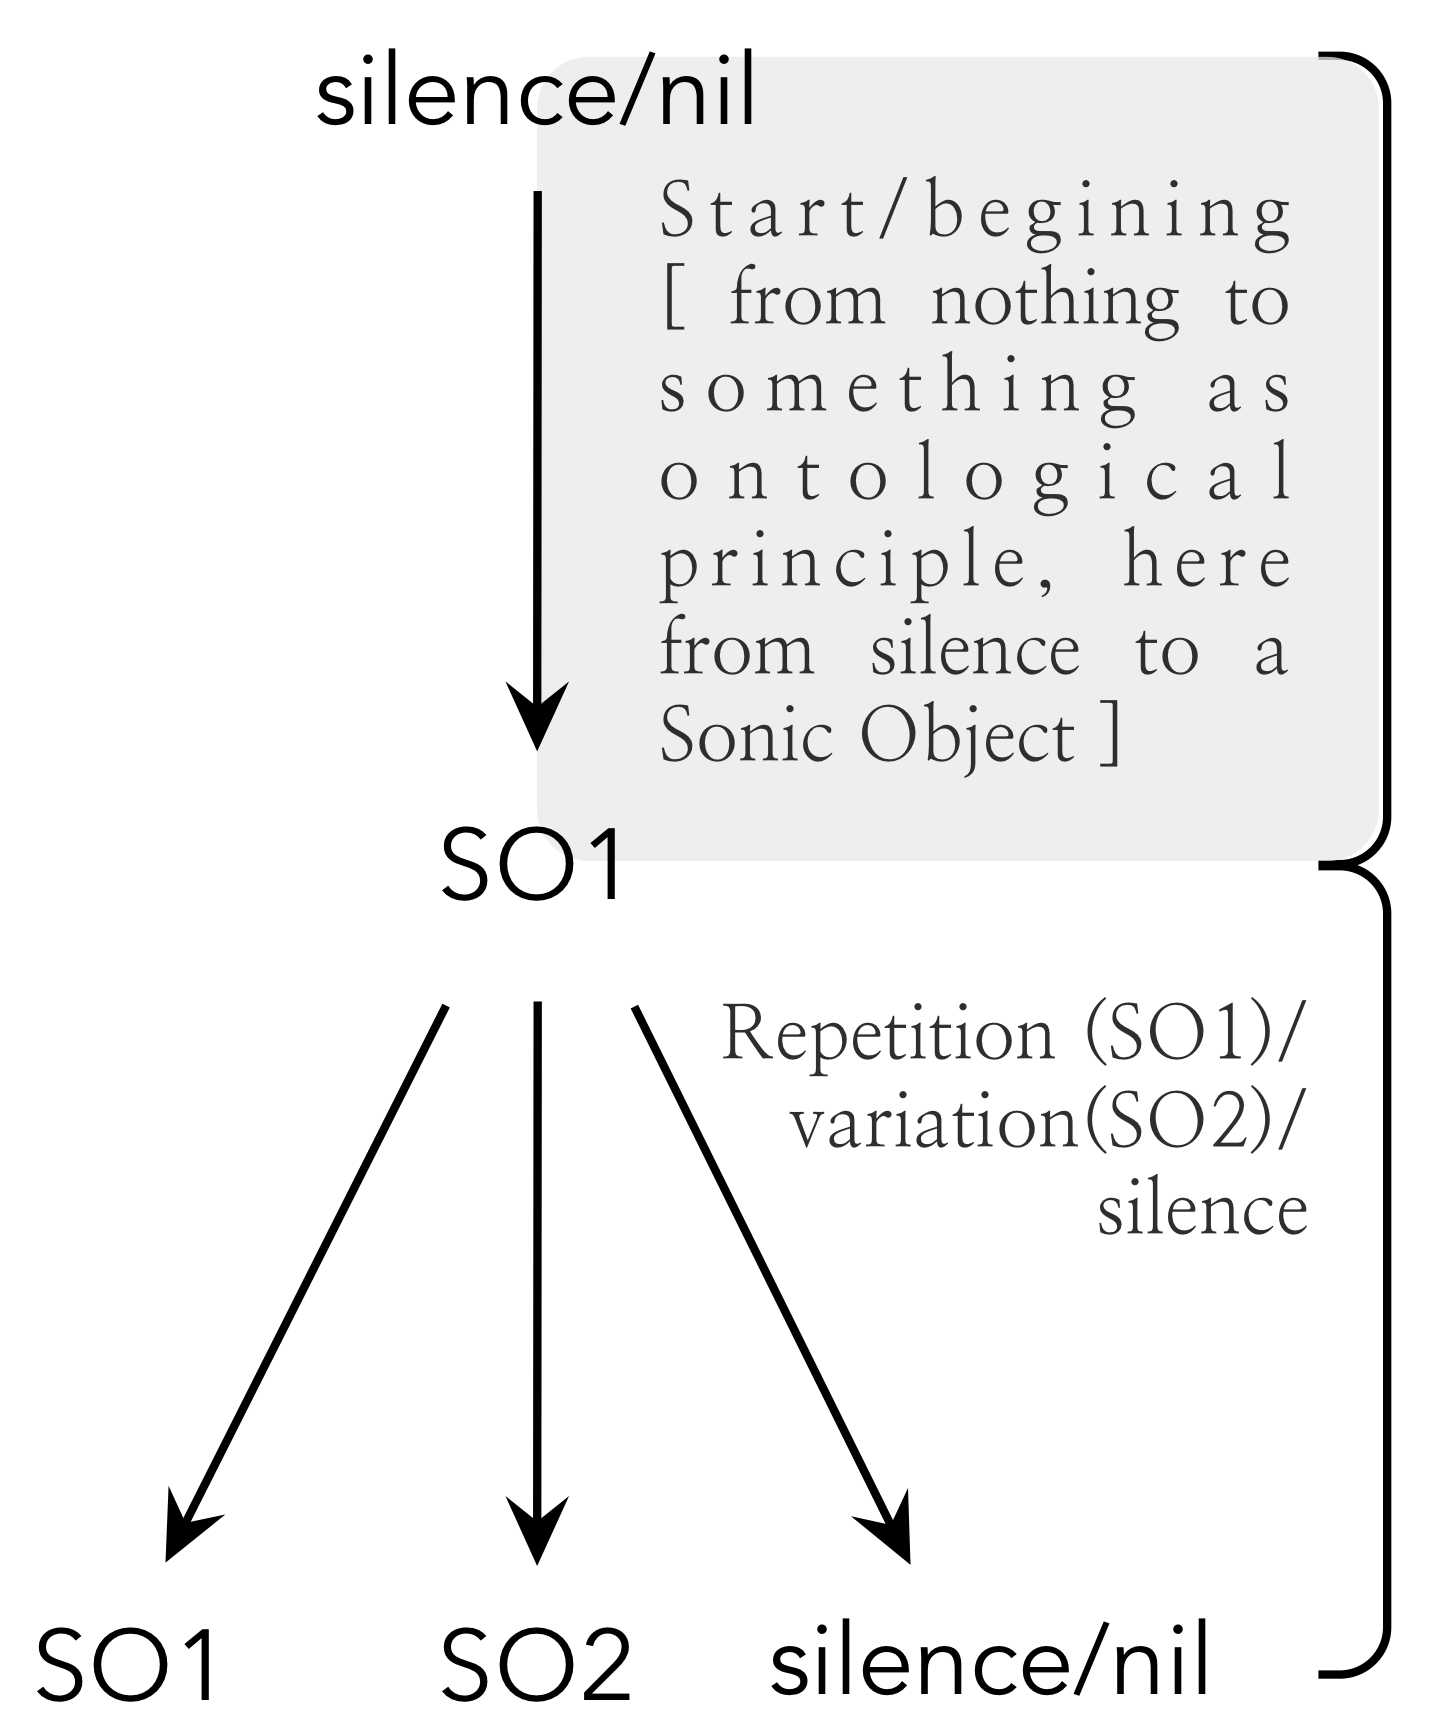 silence/nil
Start/begining
[ from nothing to
something as
ontological
principle, here
from silence to a
Sonic Object ]
SO1
Repetition (SO1)/
variation(SO2)/
silence
SO1
SO2
silence/nil